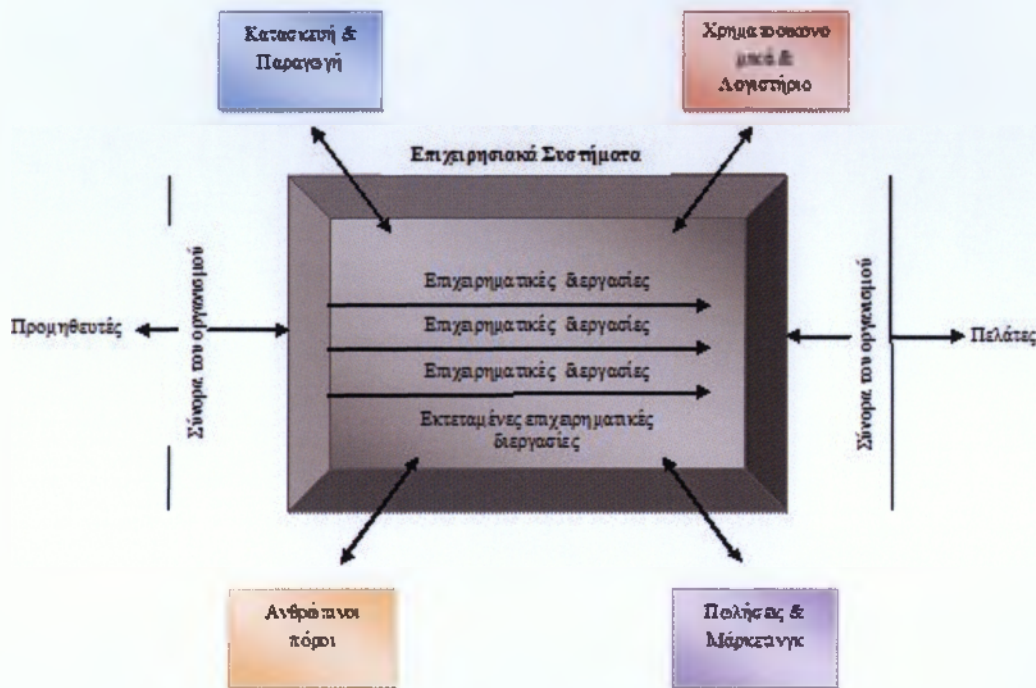 Κατασκευή &
Παραγωγή
Χρηματοοικονο
μικά &
Λογιστήριο
Επιχειρησιακά Συστήματα
Σύνορα του οργανισμού
Προμηθευτές
Επιχειρηματικές διεργασίες
Επιχειρηματικές διεργασίες
Επιχειρηματικές διεργασίες
Εκτεταμένες επιχειρηματικές
διεργασίες
Σύνορα του οργανισμού
Πελάτες
Ανθρώπινοι
πόροι
Πωλήσεις &
Μάρκετινγκ